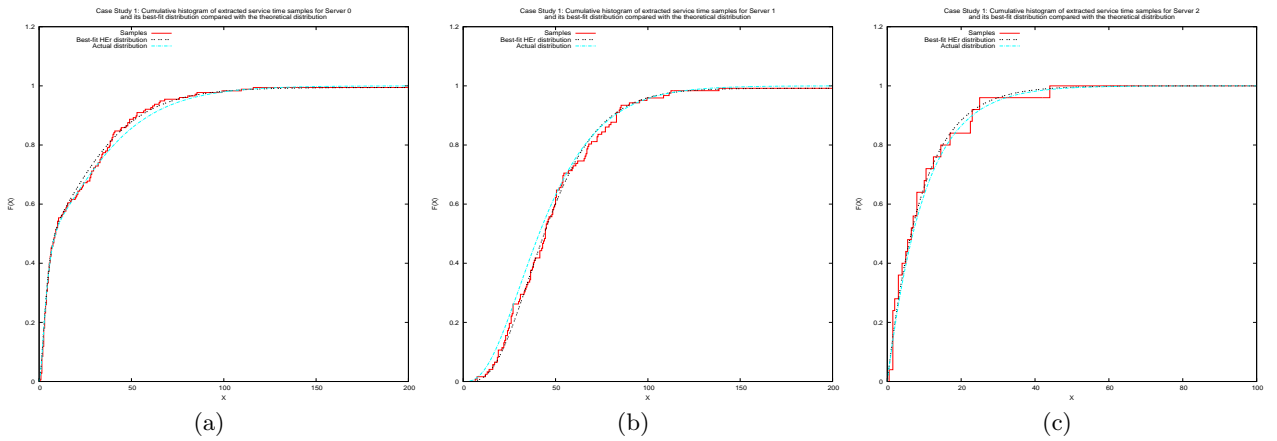 Case Study 1: Cumulative histogram of extracted service time samples for Server 0
and its best-fit distribution compared with the theoretical distribution
Samples
Best-fit HEr distribution
Actual distribution
F(X)
1.2
1
0.8
0.6
0.4
0.2
0
0
50
100
150
200
X
(a)
Case Study 1: Cumulative histogram of extracted service time samples for Server 1
and its best-fit distribution compared with the theoretical distribution
Samples
Best-fit HEr distribution
Actual distribution
F(X)
1.2
1
0.8
0.6
0.4
0.2
0
0
50
100
150
200
X
(b)
Case Study 1: Cumulative histogram of extracted service time samples for Server 2
and its best-fit distribution compared with the theoretical distribution
Samples
Best-fit HEr distribution
Actual distribution
F(X)
1.2
1
0.8
0.6
0.4
0.2
0
0
20
40
60
80
100
X
(c)